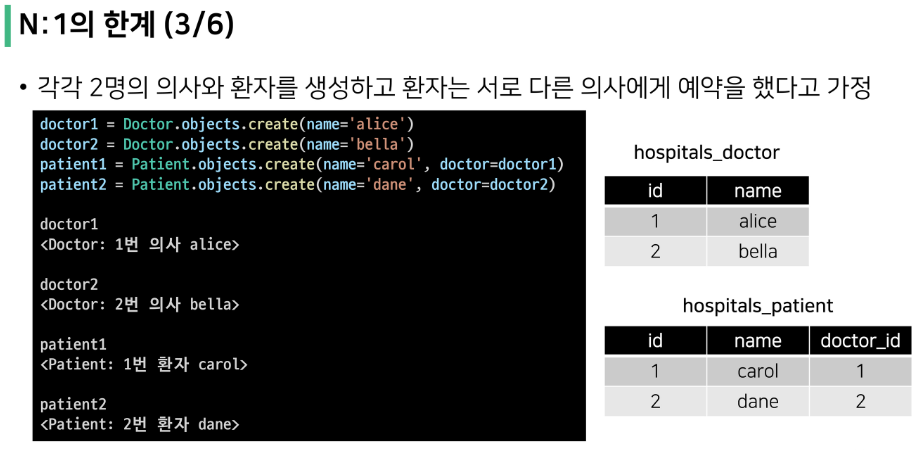 N:1의 한계 (3/6)
• 각각 2명의 의사와 환자를 생성하고 환자는 서로 다른 의사에게 예약을 했다고 가정
doctor1 = Doctor.objects.create(name='alice')
doctor2 = Doctor.objects.create(name='bella')
patient1 = Patient.objects.create(name='carol', doctor=doctor1)
patient2 = Patient.objects.create(name='dane', doctor=doctor2)
doctor1
<Doctor: 1번 의사 alice>
doctor2
<Doctor: 2번 의사 bella>
patient1
<Patient: 1번 환자 carol>
patient2
<Patient: 2번 환자 dane>
hospitals_doctor
id name
1 alice
2 bella
hospitals_patient
id name doctor_id
1 carol 1
2 dane 2